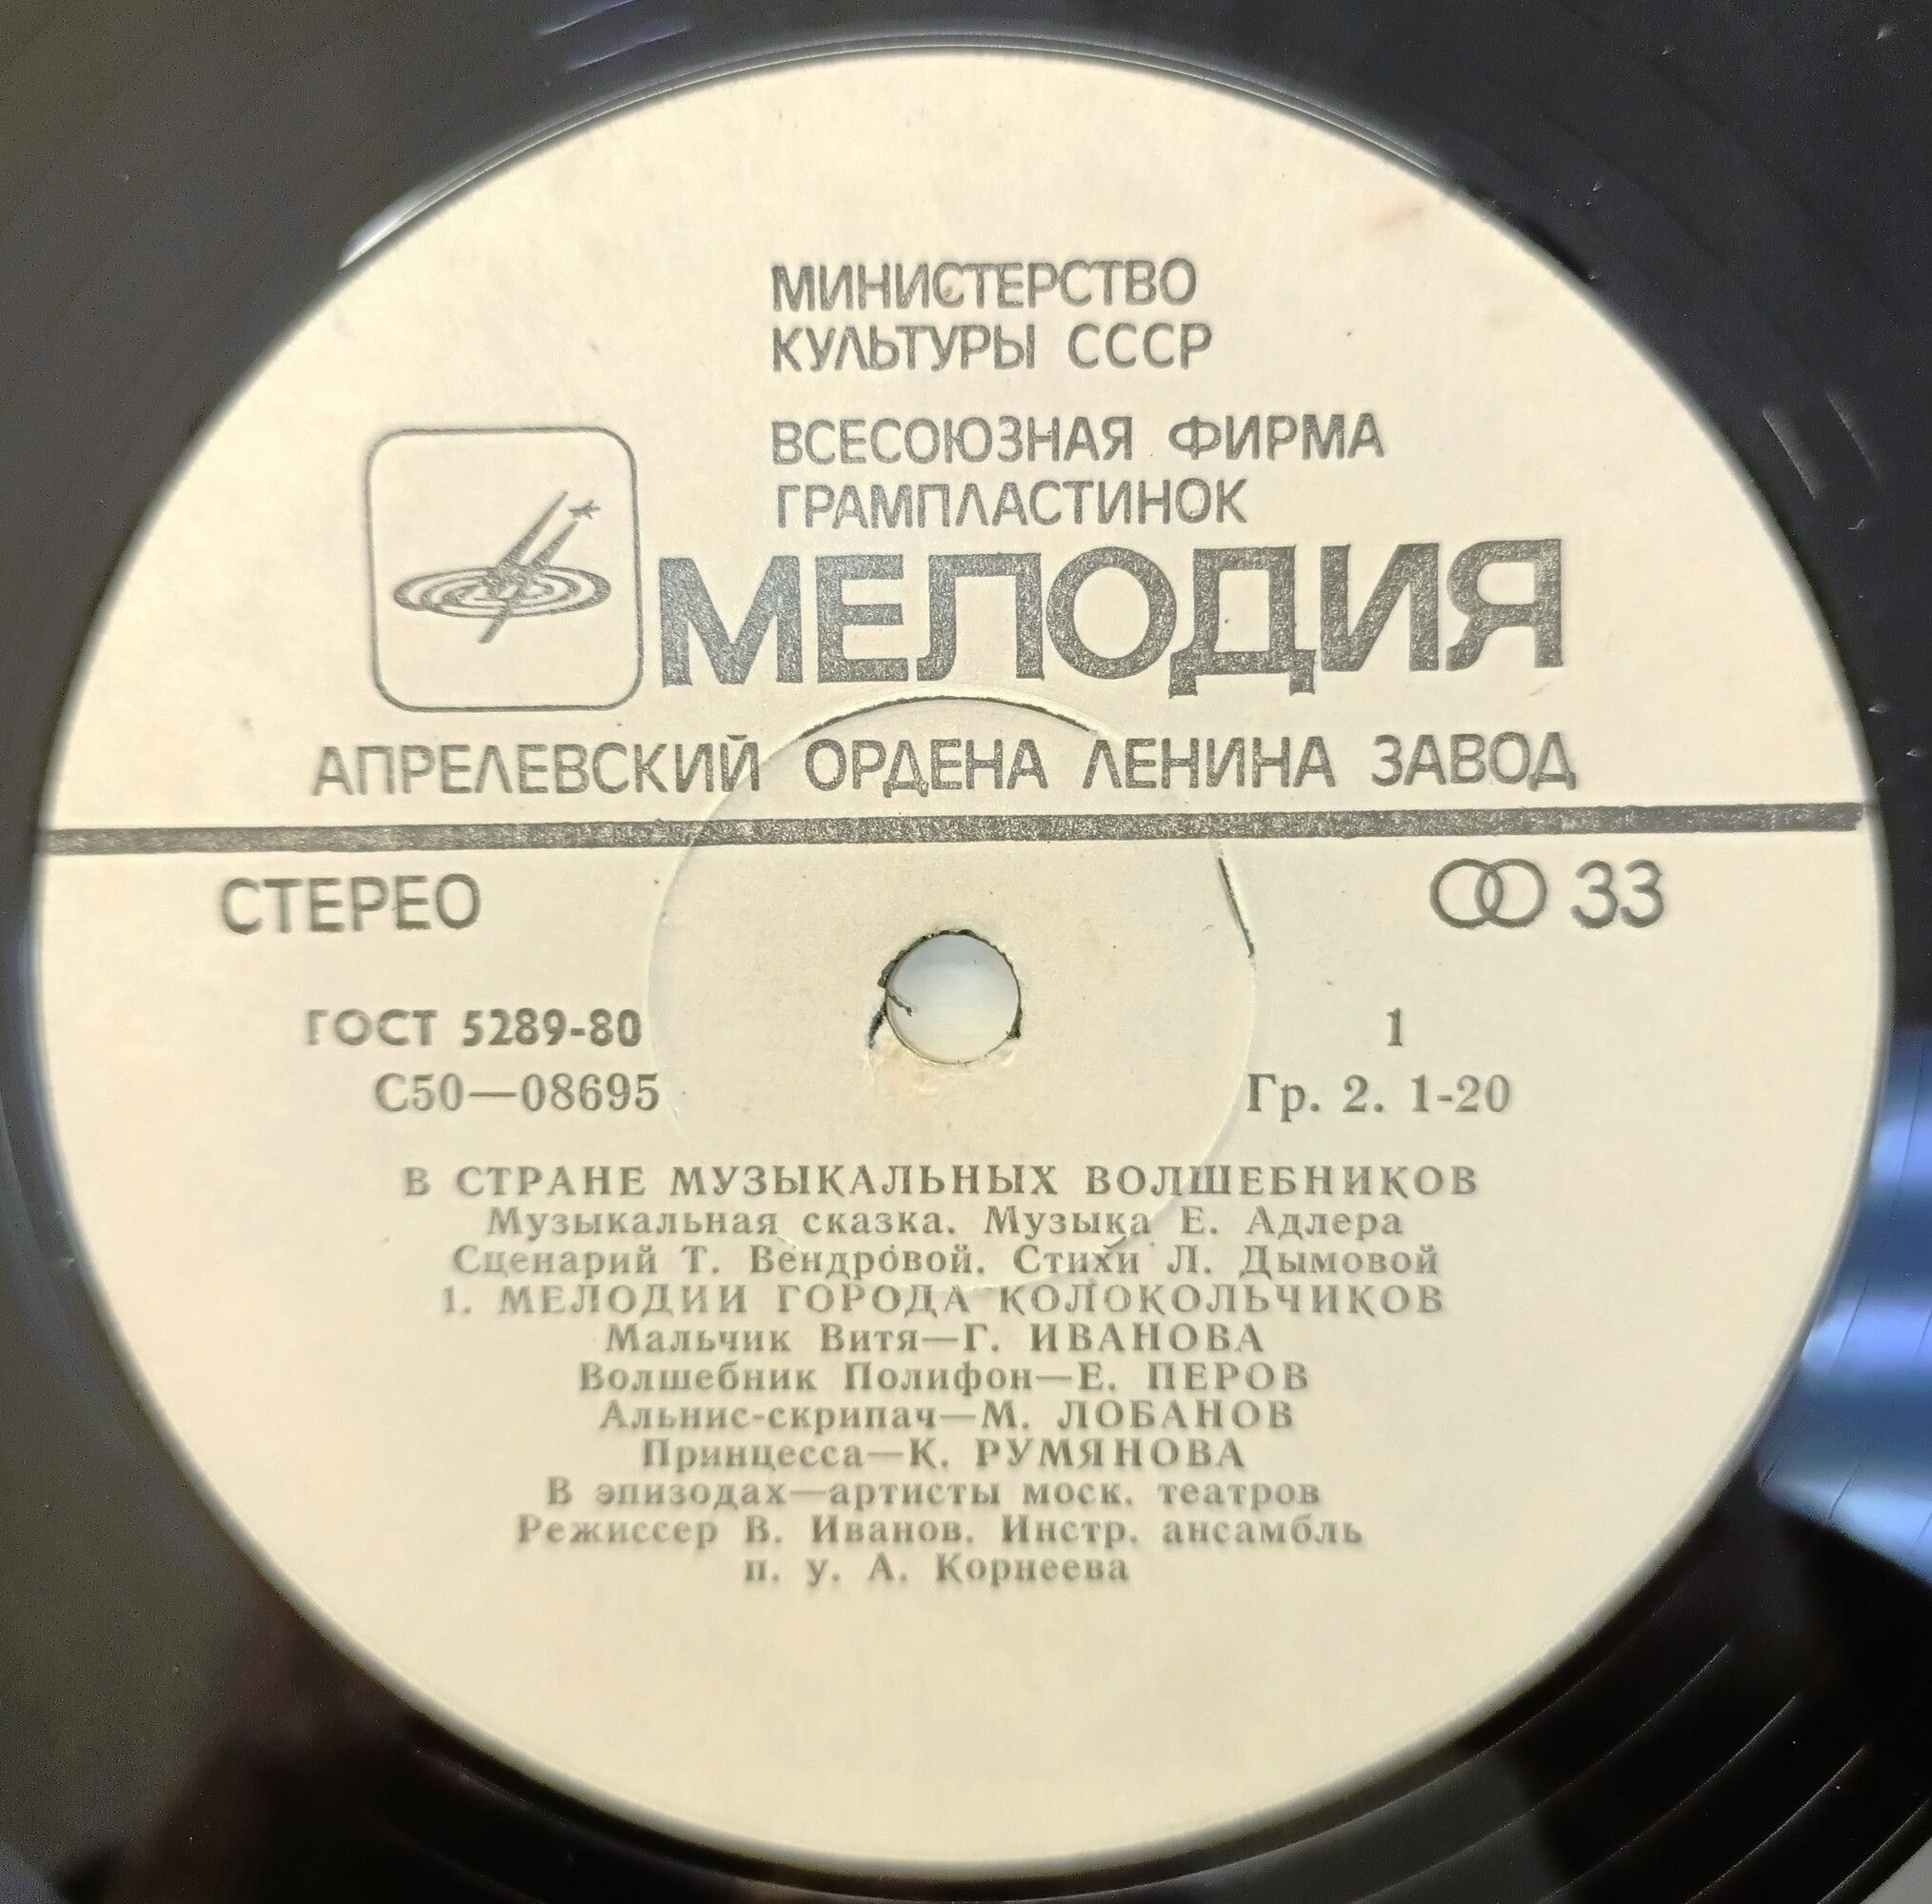 МИНИСТЕРСТВО
КУЛЬТУРЫ СССР
ВСЕСОЮЗНАЯ ФИРМА
ГРАМПЛАСТИНОК
МЕЛОДИЯ
АПРЕЛЕВСКИЙ ОРДЕНА ЛЕНИНА ЗАВОД
СТЕРЕО 33
ГОСТ 5289-80 1
С50—08695 Гр. 2. 1-20
В СТРАНЕ МУЗЫКАЛЬНЫХ ВОЛШЕБНИКОВ
Музыкальная сказка. Музыка Е. Адлера
Сценарий Т. Вендровой. Стихи Л. Дымовой
1. МЕЛОДИИ ГОРОДА КОЛОКОЛЬЧИКОВ
Мальчик Витя—Г. ИВАНОВА
Волшебник Полифон—Е. ПЕРОВ
Альнис-скрипач—М. ЛОБАНОВ
Принцесса—К. РУМЯНОВА
В эпизодах—артисты моск. театров
Режиссер В. Иванов. Инстр. ансамбль
п. у. А. Корнеева